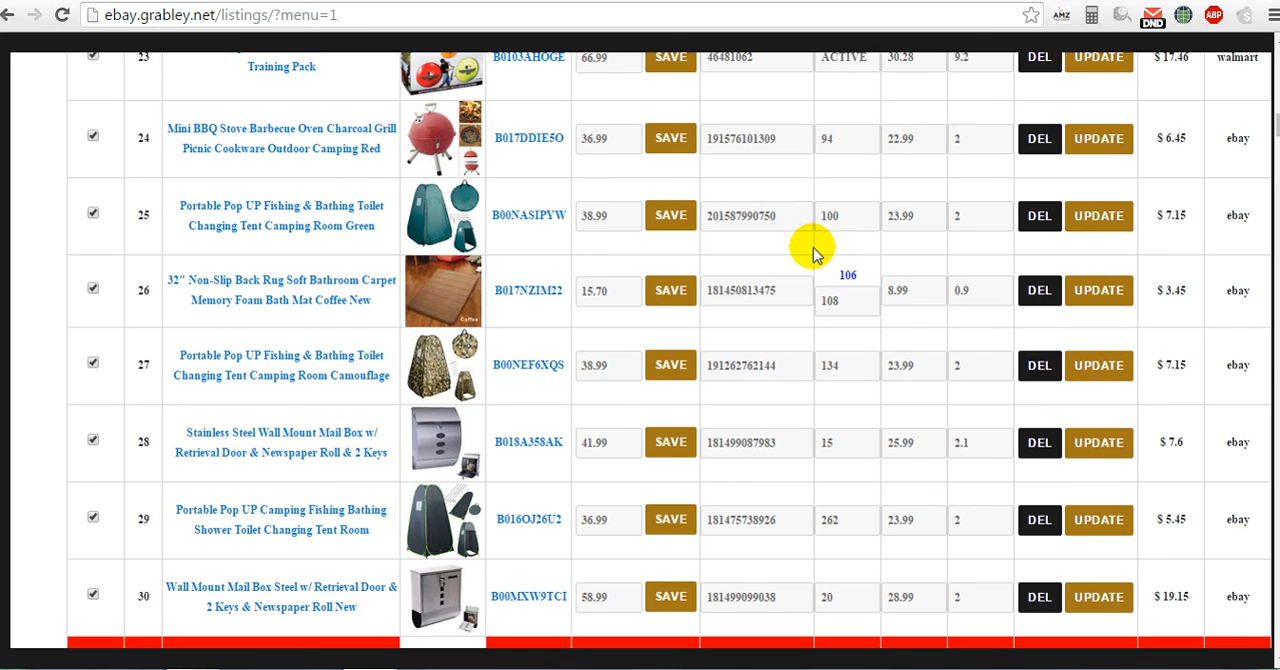 ebay.grabley.net/listings/?menu=1
AMZ
DND
ABP
23
Training Pack
B0103AHOGE
66.99
SAVE
46481062
ACTIVE
30.28
9.2
DEL
UPDATE
$ 17.46
walmart
24
Mini BBQ Stove Barbecue Oven Charcoal Grill
Picnic Cookware Outdoor Camping Red
B017DDIE5O
36.99
SAVE
191576101309
94
22.99
2
DEL
UPDATE
$ 6.45
ebay
25
Portable Pop UP Fishing & Bathing Toilet
Changing Tent Camping Room Green
B00NASIPYW
38.99
SAVE
201587990750
100
23.99
2
DEL
UPDATE
$ 7.15
ebay
26
32" Non-Slip Back Rug Soft Bathroom Carpet
Memory Foam Bath Mat Coffee New
Coffee
B017NZIM22
15.70
SAVE
181450813475
106
108
8.99
0.9
DEL
UPDATE
$ 3.45
ebay
27
Portable Pop UP Fishing & Bathing Toilet
Changing Tent Camping Room Camouflage
B00NEF6XQS
38.99
SAVE
191262762144
134
23.99
2
DEL
UPDATE
$ 7.15
ebay
28
Stainless Steel Wall Mount Mail Box w/
Retrieval Door & Newspaper Roll & 2 Keys
B018A358AK
41.99
SAVE
181499087983
15
25.99
2.1
DEL
UPDATE
$ 7.6
ebay
29
Portable Pop UP Camping Fishing Bathing
Shower Toilet Changing Tent Room
B016OJ26U2
36.99
SAVE
181475738926
262
23.99
2
DEL
UPDATE
$ 5.45
ebay
30
Wall Mount Mail Box Steel w/ Retrieval Door &
2 Keys & Newspaper Roll New
B00MXW9TCI
58.99
SAVE
181499099038
20
28.99
2
DEL
UPDATE
$ 19.15
ebay